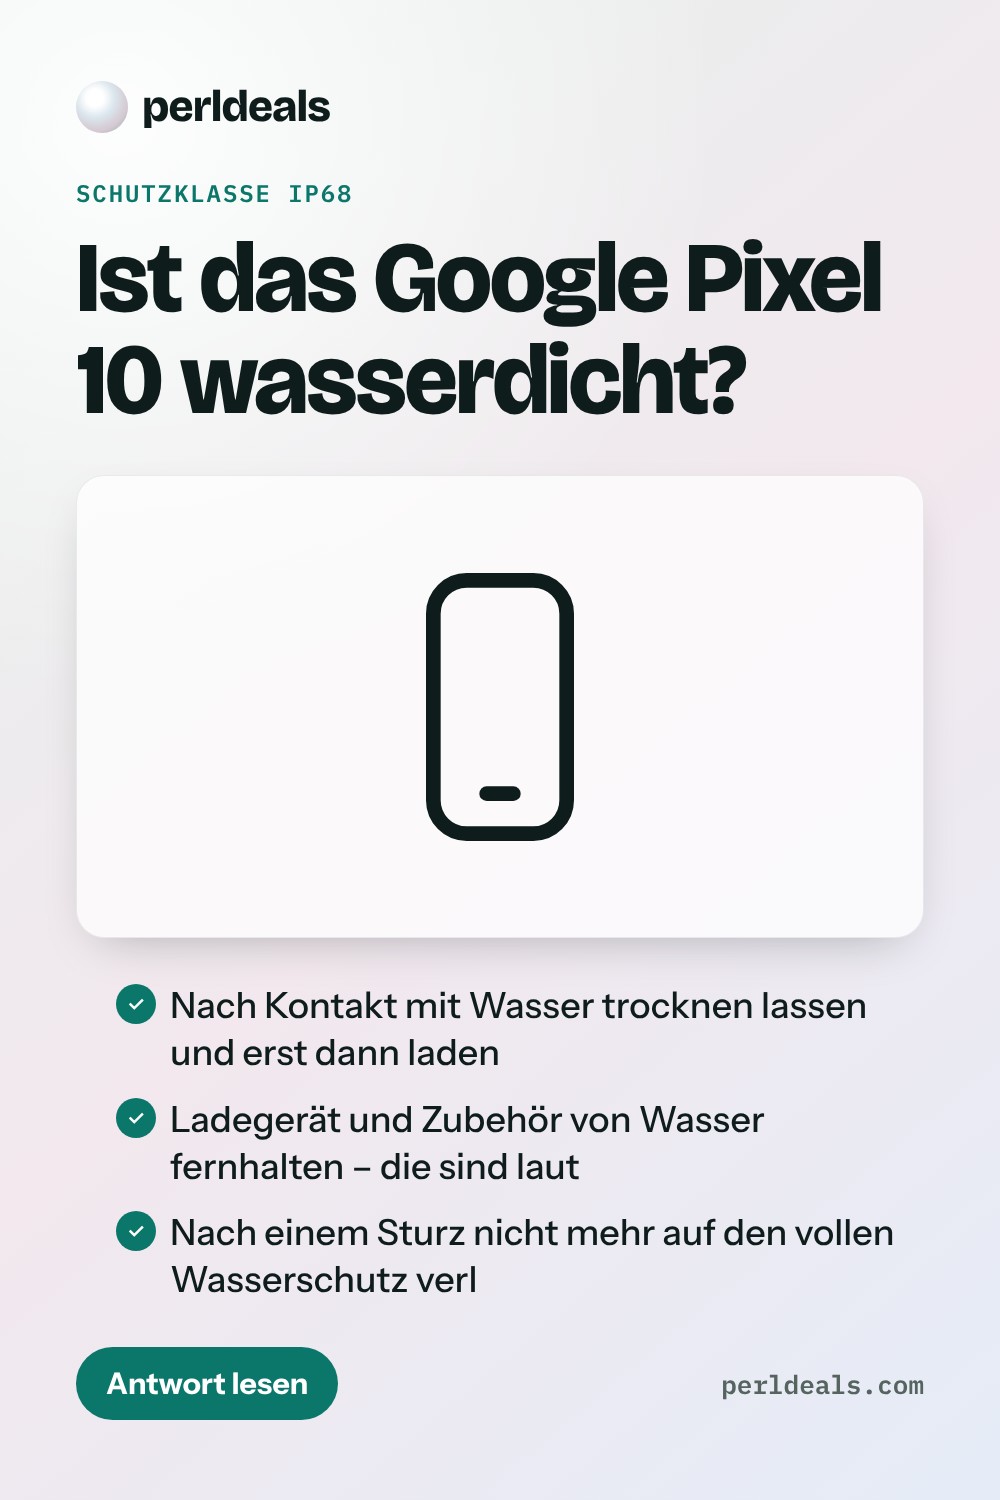 perldeals
SCHUTZKLASSE IP68
Ist das Google Pixel
10 wasserdicht?
Nach Kontakt mit Wasser trocknen lassen
und erst dann laden
Ladegerät und Zubehör von Wasser
fernhalten – die sind laut
Nach einem Sturz nicht mehr auf den vollen
Wasserschutz verl
Antwort lesen
perldeals.com